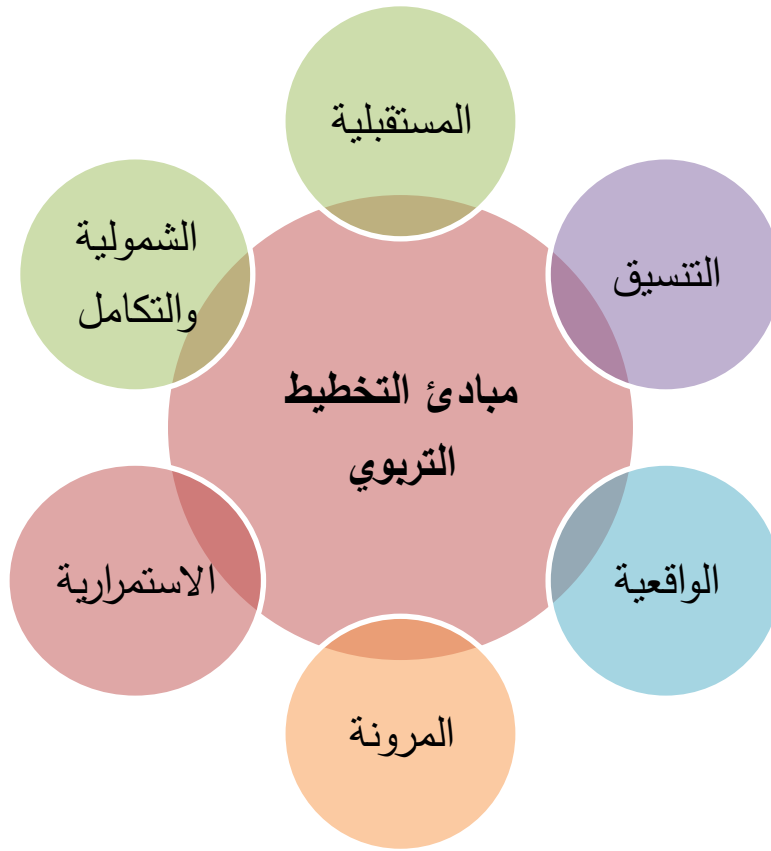 المستقبلية
التنسيق
الشمولية
والتكامل
مبادئ التخطيط
التربوي
الواقعية
الاستمرارية
المرونة